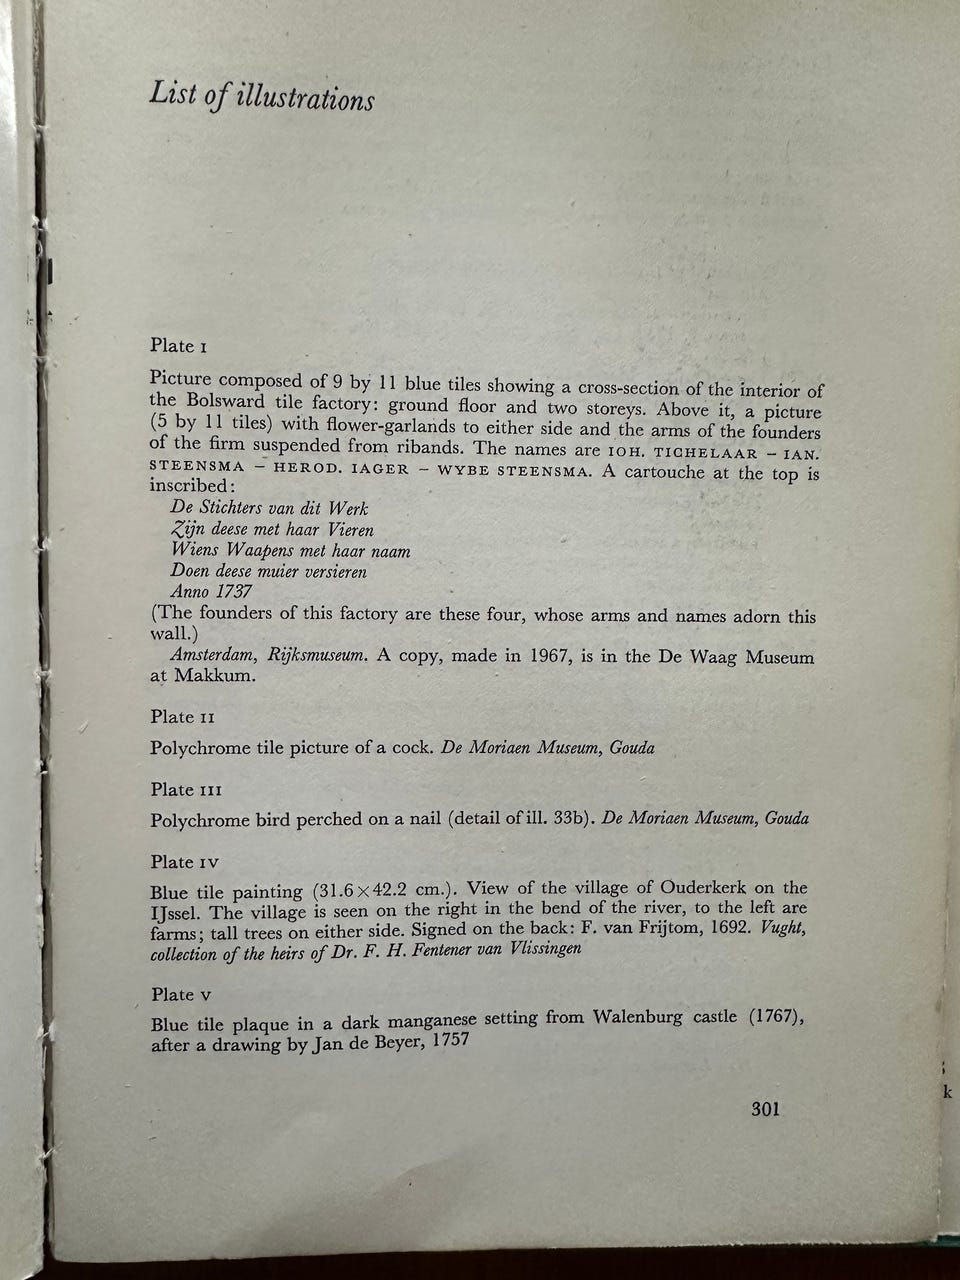 List of illustrations
Plate I
Picture composed of 9 by 11 blue tiles showing a cross-section of the interior of
the Bolsward tile factory: ground floor and two storeys. Above it, a picture
(5 by 11 tiles) with flower-garlands to either side and the arms of the founders
of the firm suspended from ribands. The names are IOH. TICHELAAR – IAN.
STEENSMA – HEROD. IAGER – WYBE STEENSMA. A cartouche at the top is
inscribed:
De Stichters van dit Werk
Zijn deese met haar Vieren
Wiens Waapens met haar naam
Doen deese muier versieren
Anno 1737
(The founders of this factory are these four, whose arms and names adorn this
wall.)
Amsterdam, Rijksmuseum. A copy, made in 1967, is in the De Waag Museum
at Makkum.
Plate II
Polychrome tile picture of a cock. De Moriaen Museum, Gouda
Plate III
Polychrome bird perched on a nail (detail of ill. 33b). De Moriaen Museum, Gouda
Plate IV
Blue tile painting (31.6 × 42.2 cm.). View of the village of Ouderkerk on the
IJssel. The village is seen on the right in the bend of the river, to the left are
farms; tall trees on either side. Signed on the back: F. van Frijtom, 1692. Vught,
collection of the heirs of Dr. F. H. Fentener van Vlissingen
Plate V
Blue tile plaque in a dark manganese setting from Walenburg castle (1767),
after a drawing by Jan de Beyer, 1757
301
k